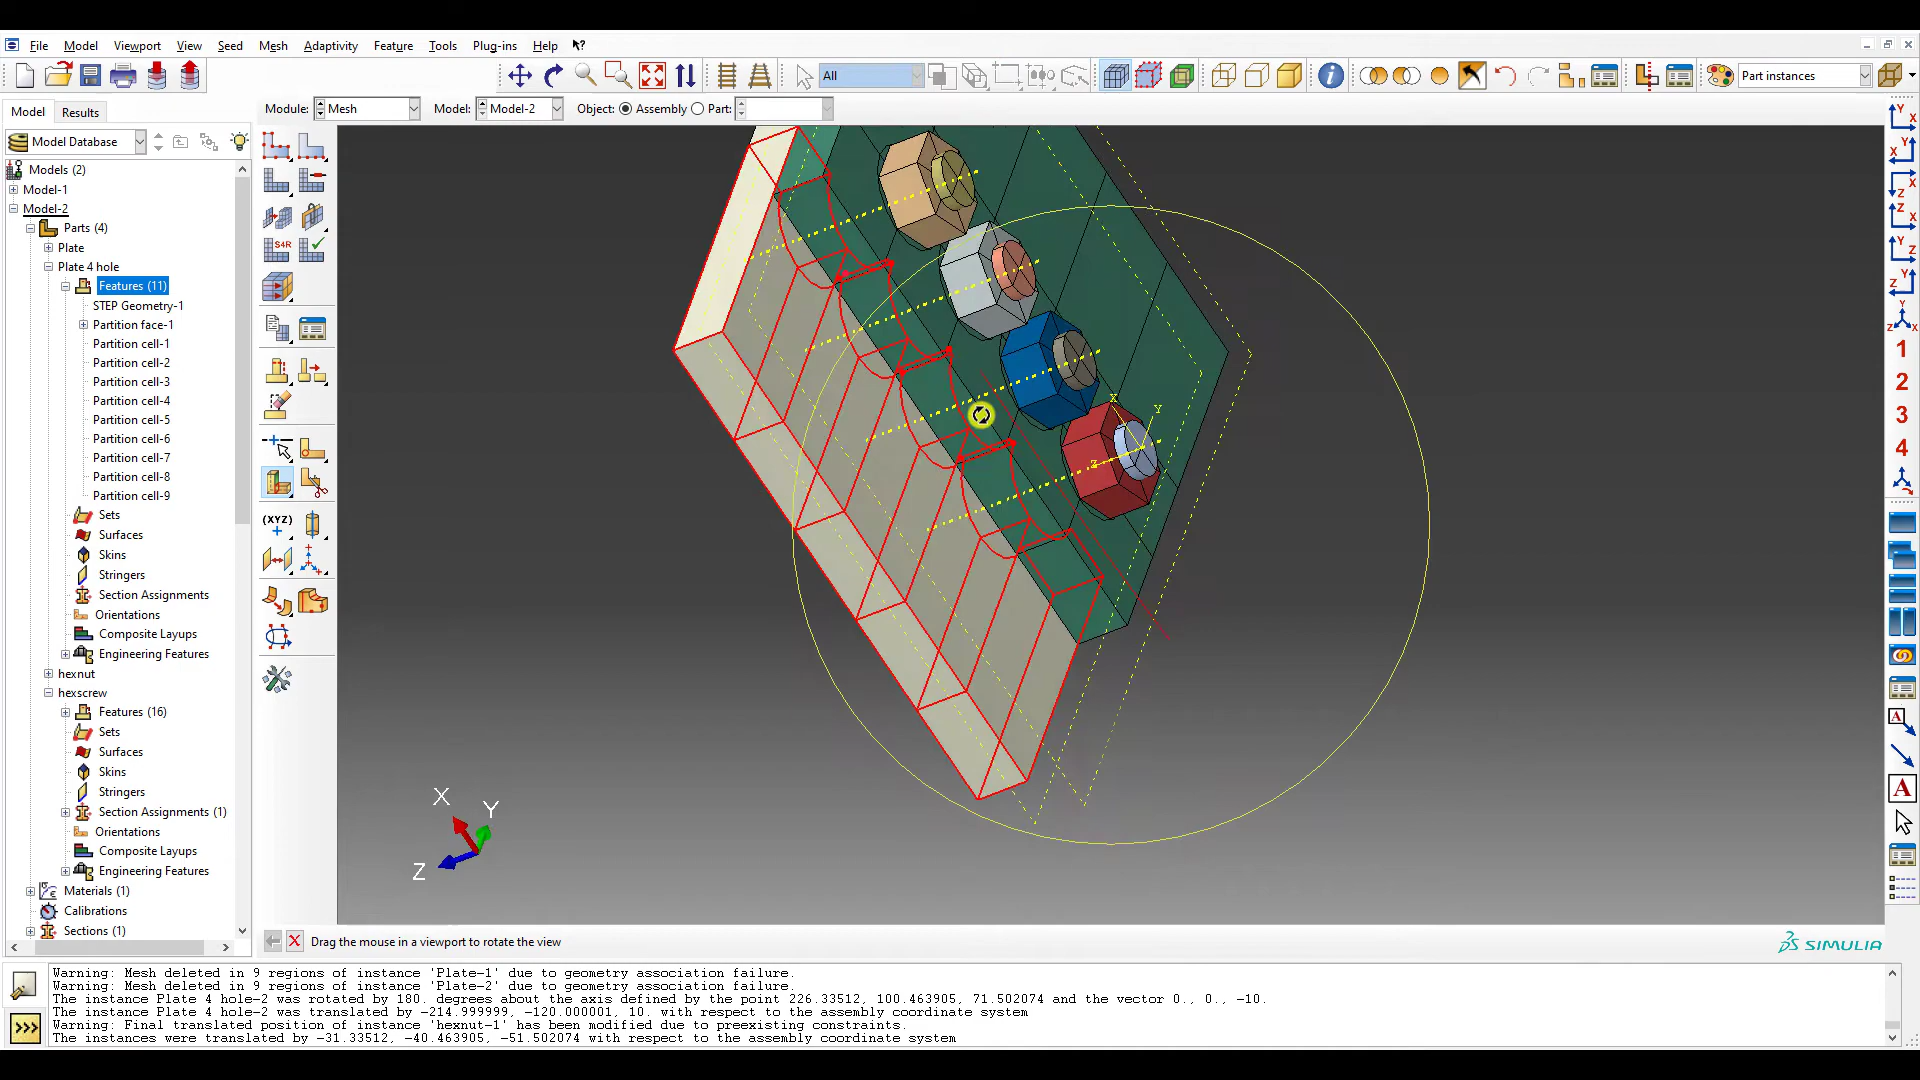 File Model Viewport View Seed Mesh Adaptivity Feature Tools Plug-ins Help
All
Part instances
Model Results
Module: Mesh Model: Model-2 Object: Assembly Part:
Model Database
Models (2)
Model-1
Model-2
Parts (4)
Plate
Plate 4 hole
Features (11)
STEP Geometry-1
Partition face-1
Partition cell-1
Partition cell-2
Partition cell-3
Partition cell-4
Partition cell-5
Partition cell-6
Partition cell-7
Partition cell-8
Partition cell-9
Sets
Surfaces
Skins
Stringers
Section Assignments
Orientations
Composite Layups
Engineering Features
hexnut
hexscrew
Features (16)
Sets
Surfaces
Skins
Stringers
Section Assignments (1)
Orientations
Composite Layups
Engineering Features
Materials (1)
Calibrations
Sections (1)
S4R
(XYZ)
X
Y
Z
X
Y
Z
1
2
3
4
A
A
Drag the mouse in a viewport to rotate the view
SIMULIA
Warning: Mesh deleted in 9 regions of instance 'Plate-1' due to geometry association failure.
Warning: Mesh deleted in 9 regions of instance 'Plate-2' due to geometry association failure.
The instance Plate 4 hole-2 was rotated by 180. degrees about the axis defined by the point 226.33512, 100.463905, 71.502074 and the vector 0., 0., -10.
The instance Plate 4 hole-2 was translated by -214.999999, -120.000001, 10. with respect to the assembly coordinate system
Warning: Final translated position of instance 'hexnut-1' has been modified due to preexisting constraints.
The instances were translated by -31.33512, -40.463905, -51.502074 with respect to the assembly coordinate system